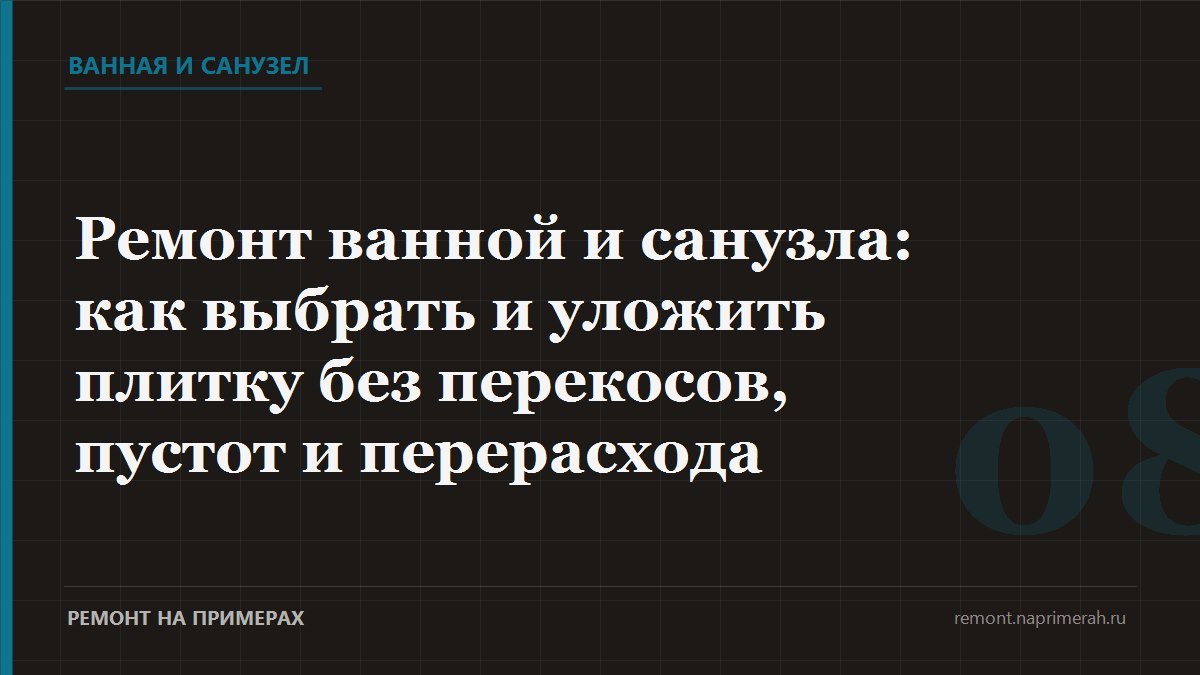 ВАННАЯ И САНУЗЕЛ
Ремонт ванной и санузла:
как выбрать и уложить
плитку без перекосов,
пустот и перерасхода
08
РЕМОНТ НА ПРИМЕРАХ
remont.naprimerah.ru